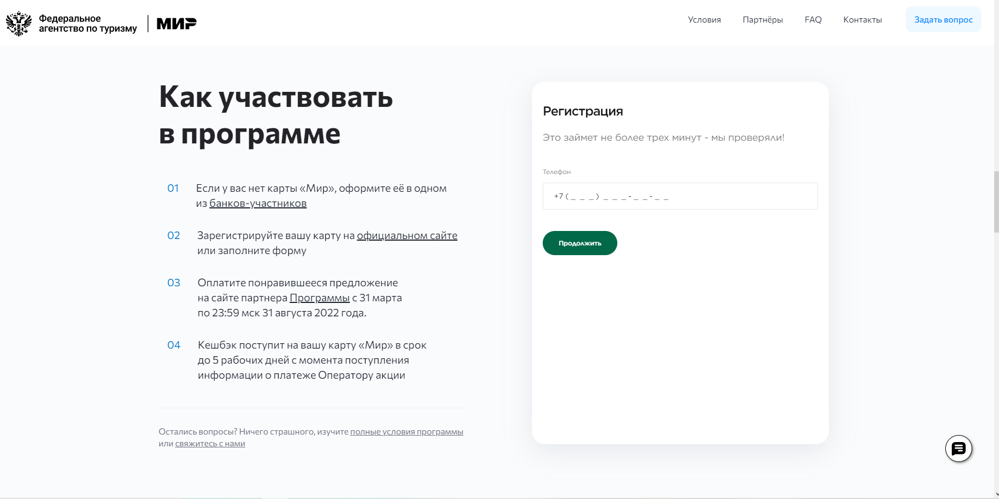 Федеральное
агентство по туризму
МИР
Условия
Партнёры
FAQ
Контакты
Задать вопрос
Как участвовать
в программе
01
Если у вас нет карты «Мир», оформите её в одном
из банков-участников
02
Зарегистрируйте вашу карту на официальном сайте
или заполните форму
03
Оплатите понравившееся предложение
на сайте партнера Программы с 31 марта
по 23:59 мск 31 августа 2022 года.
04
Кешбэк поступит на вашу карту «Мир» в срок
до 5 рабочих дней с момента поступления
информации о платеже Оператору акции
Остались вопросы? Ничего страшного, изучите полные условия программы
или свяжитесь с нами
Регистрация
Это займет не более трех минут - мы проверяли!
Телефон
+7 ( _ _ _ ) _ _ _ - _ _ - _ _
Продолжить